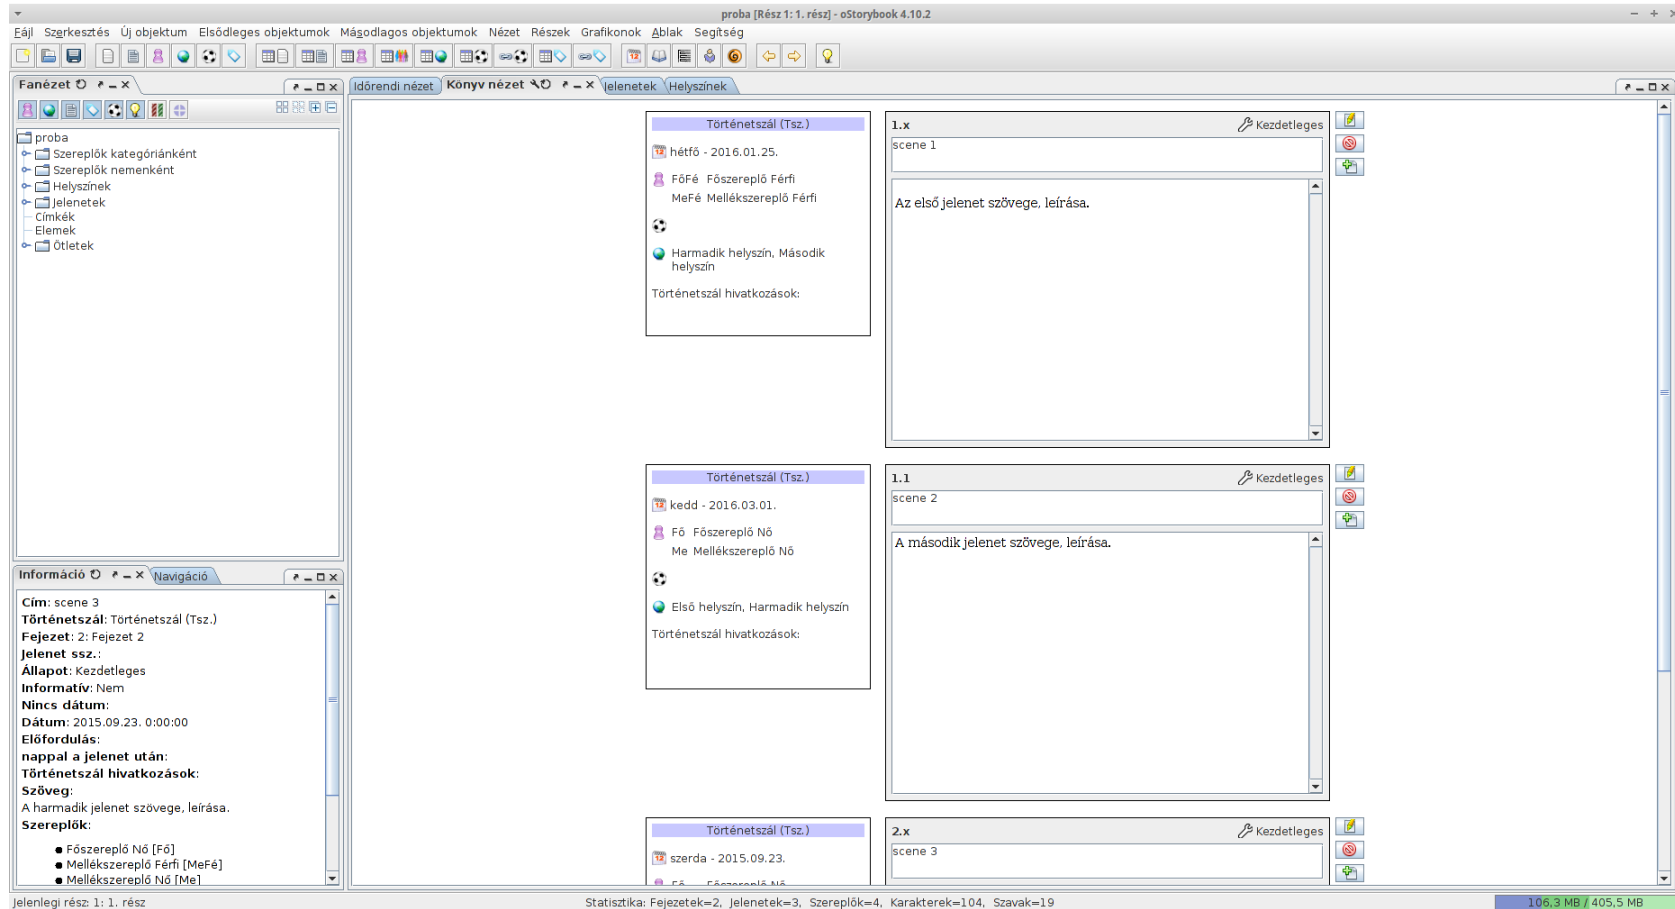 proba [Rész 1: 1. rész] - oStorybook 4.10.2
Fájl Szerkesztés Új objektum Elsődleges objektumok Másodlagos objektumok Nézet Részek Grafikonok Ablak Segítség
Fanézet
proba
Szereplők kategóriánként
Szereplők nemenként
Helyszínek
Jelenetek
Címkék
Elemek
Ötletek
Információ Navigáció
Cím: scene 3
Történetszál: Történetszál (Tsz.)
Fejezet: 2: Fejezet 2
Jelenet ssz.:
Állapot: Kezdetleges
Informatív: Nem
Nincs dátum:
Dátum: 2015.09.23. 0:00:00
Előfordulás:
nappal a jelenet után:
Történetszál hivatkozások:
Szöveg:
A harmadik jelenet szövege, leírása.
Szereplők:
Főszereplő Nő [Fő]
Mellékszereplő Férfi [MeFé]
Mellékszereplő Nő [Me]
Időrendi nézet Könyv nézet Jelenetek Helyszínek
Történetszál (Tsz.)
hétfő - 2016.01.25.
FőFé Főszereplő Férfi
MeFé Mellékszereplő Férfi
Harmadik helyszín, Második
helyszín
Történetszál hivatkozások:
1.x Kezdetleges
scene 1
Az első jelenet szövege, leírása.
Történetszál (Tsz.)
kedd - 2016.03.01.
Fő Főszereplő Nő
Me Mellékszereplő Nő
Első helyszín, Harmadik helyszín
Történetszál hivatkozások:
1.1 Kezdetleges
scene 2
A második jelenet szövege, leírása.
Történetszál (Tsz.)
szerda - 2015.09.23.
Fő Főszereplő Nő
2.x Kezdetleges
scene 3
Jelenlegi rész: 1: 1. rész
Statisztika: Fejezetek=2, Jelenetek=3, Szereplők=4, Karakterek=104, Szavak=19
106,3 MB / 405,5 MB